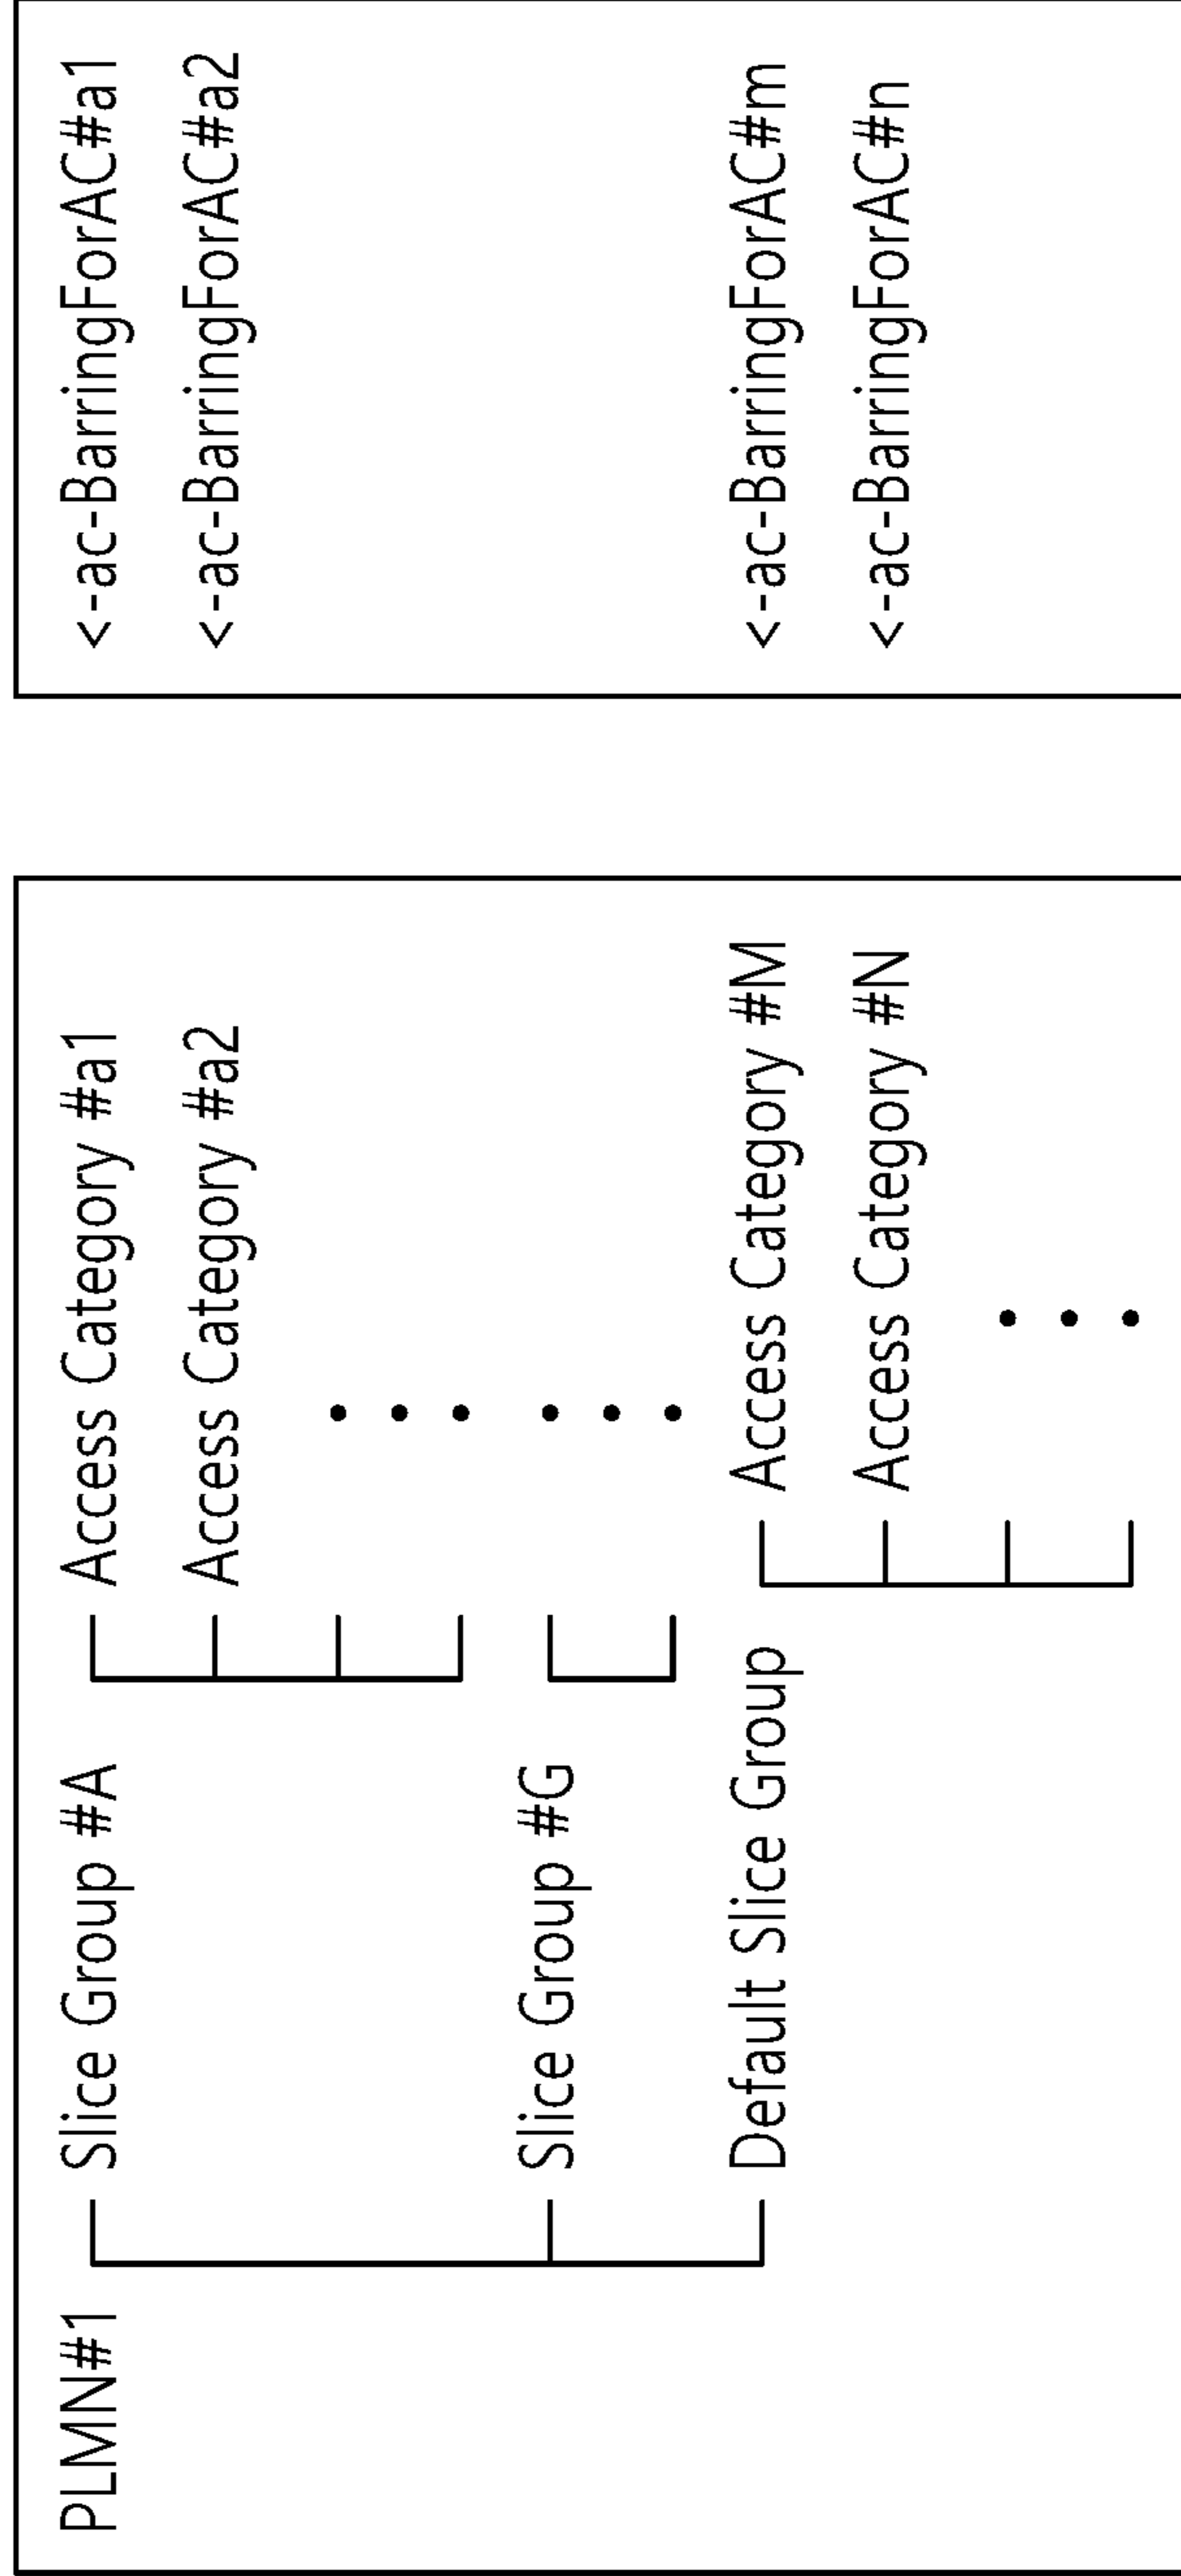 PLMN#1 Slice Group #A Access Category #a1 <-ac-BarringForAC#a1
Access Category #a2 <-ac-BarringForAC#a2
Slice Group #G
Default Slice Group Access Category #M <-ac-BarringForAC#m
Access Category #N <-ac-BarringForAC#n